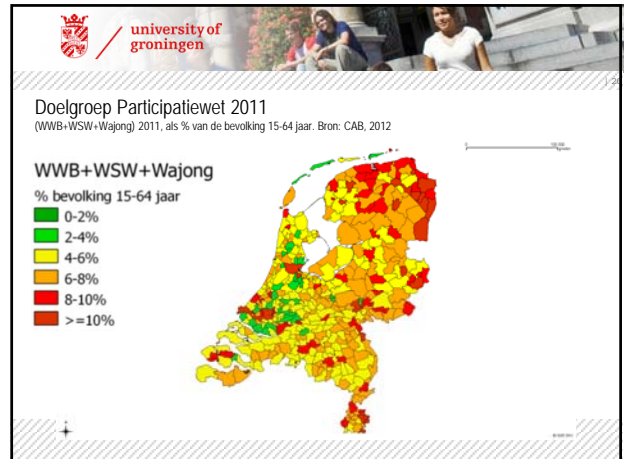 university of
groningen
Doelgroep Participatiewet 2011
(WWB+WSW+Wajong) 2011, als % van de bevolking 15-64 jaar. Bron: CAB, 2012
WWB+WSW+Wajong
% bevolking 15-64 jaar
0-2%
2-4%
4-6%
6-8%
8-10%
>=10%